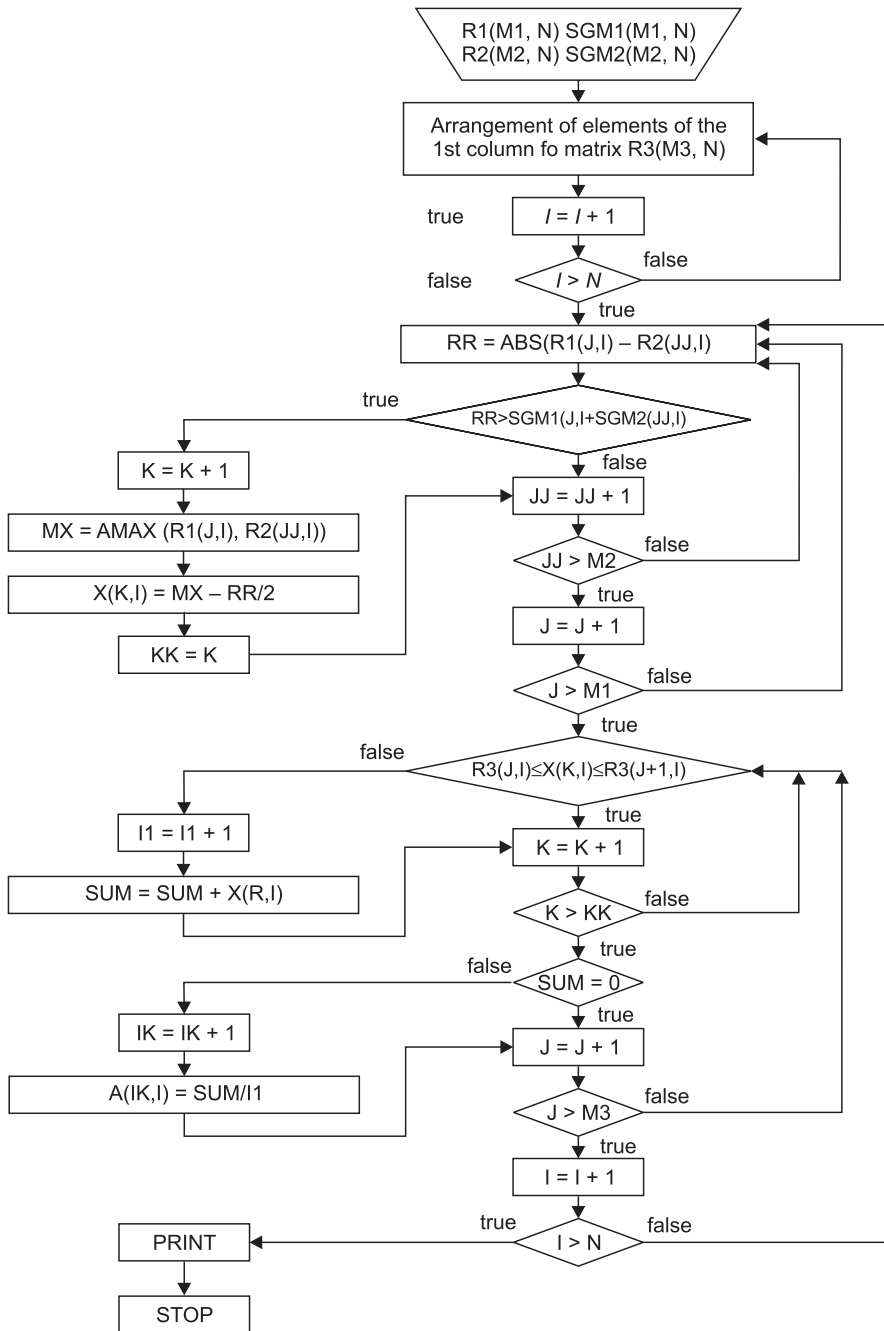 R1(M1, N) SGM1(M1, N)
R2(M2, N) SGM2(M2, N)
Arrangement of elements of the
1st column fo matrix R3(M3, N)
true
I = I + 1
false
I > N
false
true
RR = ABS(R1(J,I) – R2(JJ,I)
true
RR>SGM1(J,I+SGM2(JJ,I)
false
K = K + 1
JJ = JJ + 1
MX = AMAX (R1(J,I), R2(JJ,I))
JJ > M2
false
X(K,I) = MX – RR/2
true
J = J + 1
KK = K
J > M1
false
true
false
R3(J,I)≤X(K,I)≤R3(J+1,I)
true
I1 = I1 + 1
K = K + 1
SUM = SUM + X(R,I)
K > KK
false
true
false
SUM = 0
true
IK = IK + 1
J = J + 1
A(IK,I) = SUM/I1
J > M3
false
true
I = I + 1
true
I > N
false
PRINT
STOP